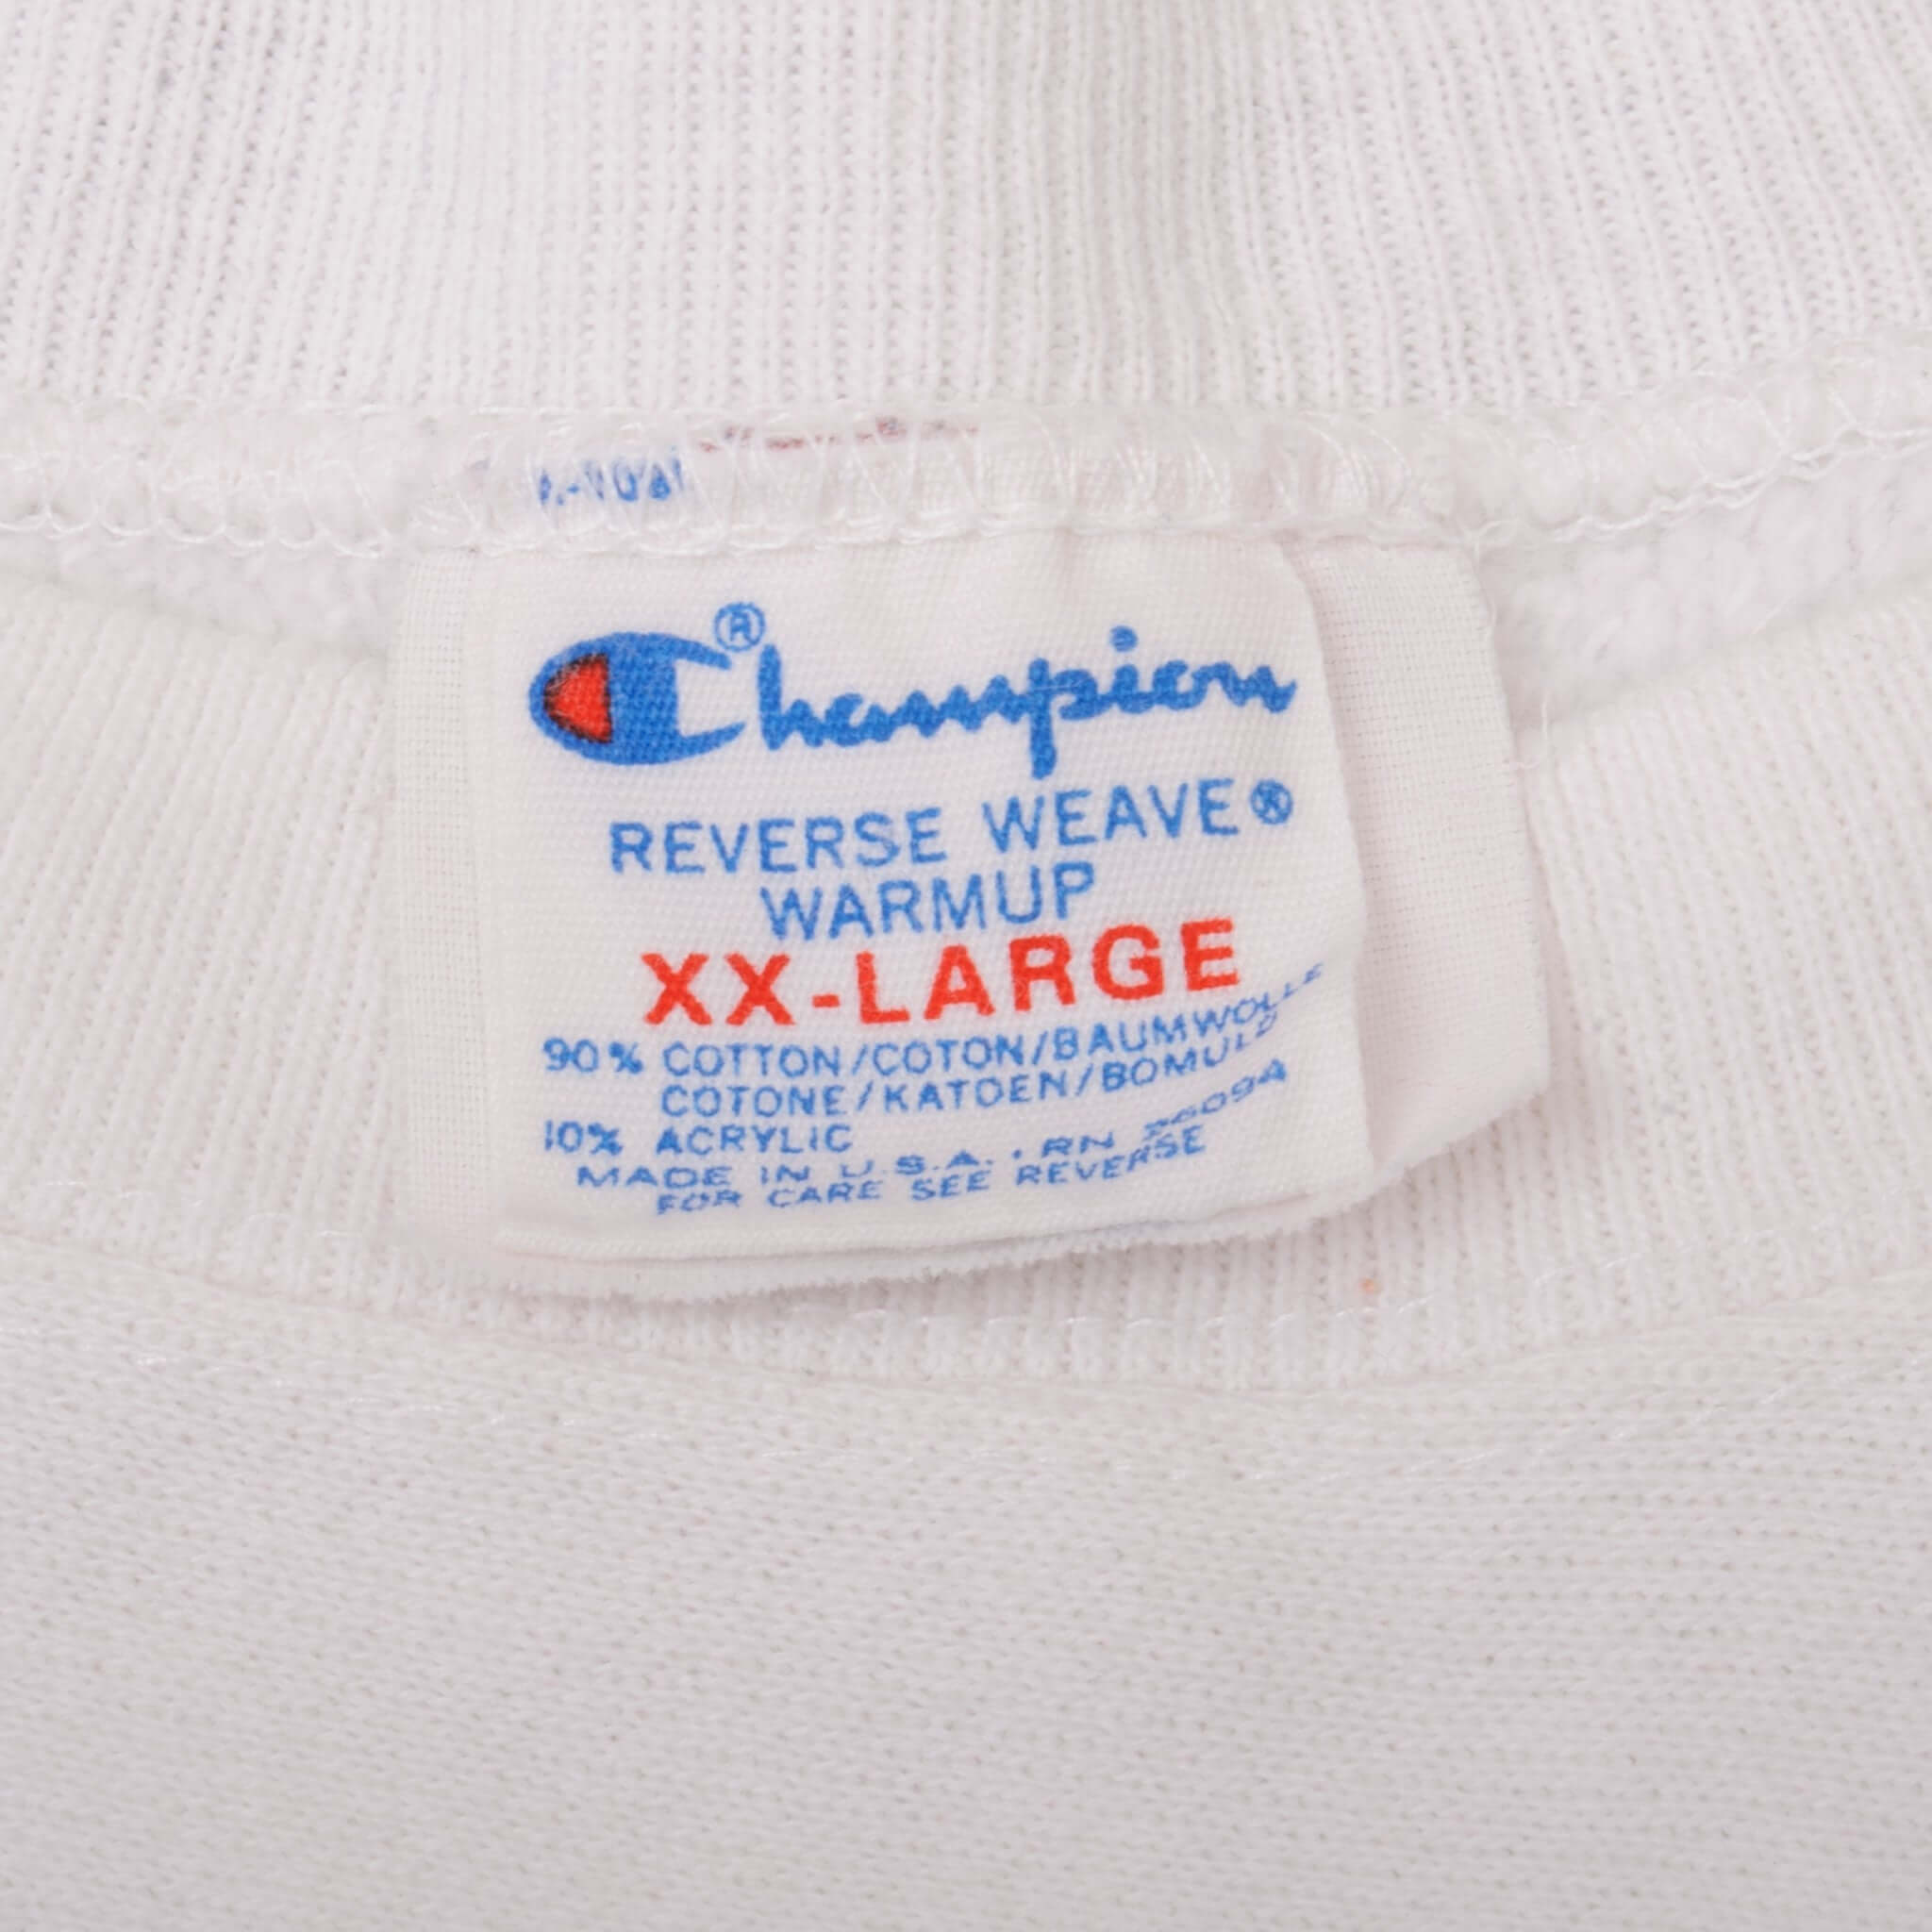 Champion®
REVERSE WEAVE®
WARMUP
XX-LARGE
90% COTTON/COTON/BAUMWOLLE
COTONE/KATOEN/BOMULD
10% ACRYLIC
MADE IN U.S.A. . RN 26094
FOR CARE SEE REVERSE